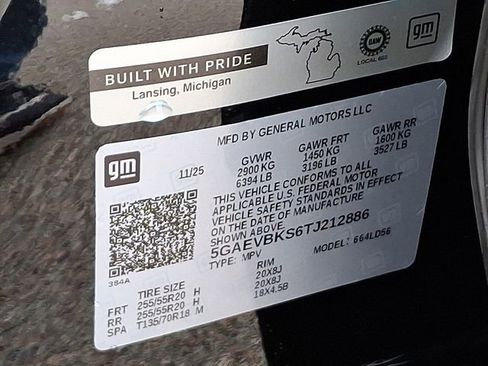 BUILT WITH PRIDE
Lansing, Michigan
UAW
LOCAL 602
gm
MFD BY GENERAL MOTORS LLC
gm
11/25
GVWR
2900 KG
6394 LB
GAWR FRT
1450 KG
3196 LB
GAWR RR
1600 KG
3527 LB
THIS VEHICLE CONFORMS TO ALL
APPLICABLE U.S. FEDERAL MOTOR
VEHICLE SAFETY STANDARDS IN EFFECT
ON THE DATE OF MANUFACTURE
SHOWN ABOVE
5GAEVBKS6TJ212886
TYPE: MPV
MODEL: 664LD56
384A
TIRE SIZE RIM
FRT 255/55R20 H 20X8J
RR 255/55R20 H 20X8J
SPA T135/70R18 M 18X4.5B